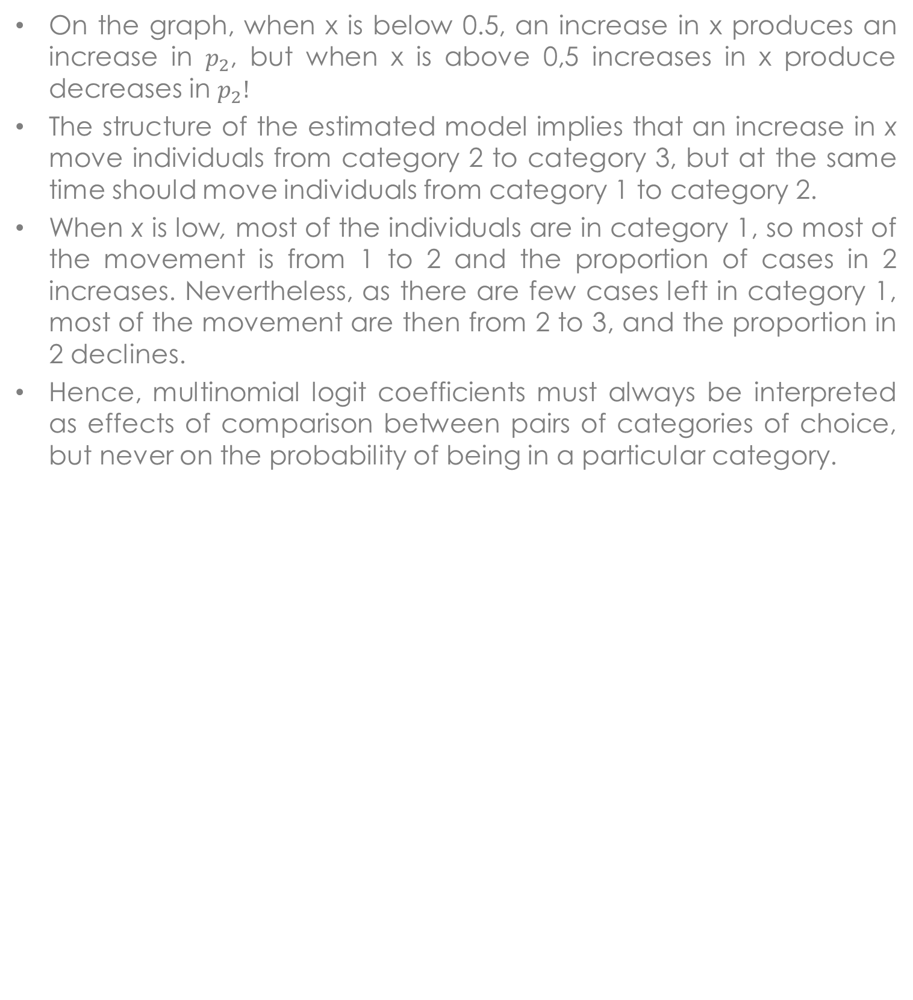 • On the graph, when x is below 0.5, an increase in x produces an
increase in p₂, but when x is above 0,5 increases in x produce
decreases in p₂!
• The structure of the estimated model implies that an increase in x
move individuals from category 2 to category 3, but at the same
time should move individuals from category 1 to category 2.
• When x is low, most of the individuals are in category 1, so most of
the movement is from 1 to 2 and the proportion of cases in 2
increases. Nevertheless, as there are few cases left in category 1,
most of the movement are then from 2 to 3, and the proportion in
2 declines.
• Hence, multinomial logit coefficients must always be interpreted
as effects of comparison between pairs of categories of choice,
but never on the probability of being in a particular category.